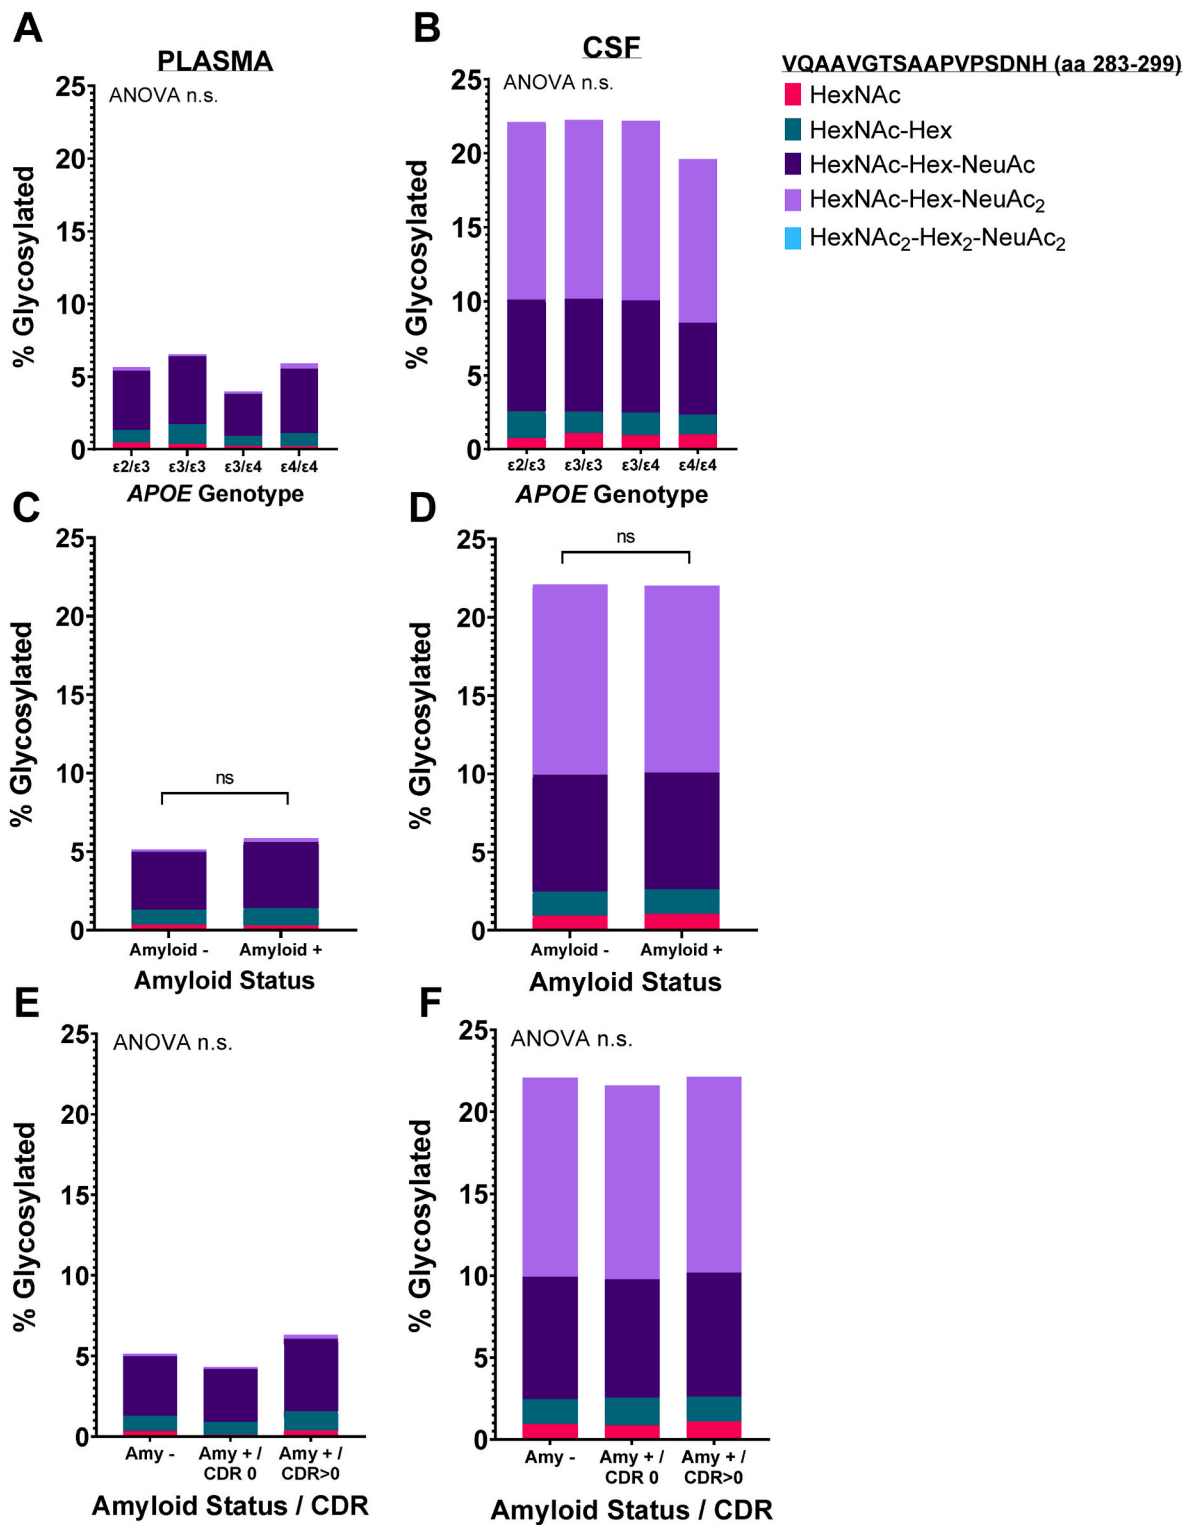 A
PLASMA
ANOVA n.s.
% Glycosylated
25
20
15
10
5
0
ε2/ε3 ε3/ε3 ε3/ε4 ε4/ε4
APOE Genotype
B
CSF
ANOVA n.s.
% Glycosylated
25
20
15
10
5
0
ε2/ε3 ε3/ε3 ε3/ε4 ε4/ε4
APOE Genotype
VQAAVGTSAAPVPSDNH (aa 283-299)
HexNAc
HexNAc-Hex
HexNAc-Hex-NeuAc
HexNAc-Hex-NeuAc₂
HexNAc₂-Hex₂-NeuAc₂
C
% Glycosylated
25
20
15
10
5
0
ns
Amyloid - Amyloid +
Amyloid Status
D
% Glycosylated
25
20
15
10
5
0
ns
Amyloid - Amyloid +
Amyloid Status
E
ANOVA n.s.
% Glycosylated
25
20
15
10
5
0
Amy - Amy + / Amy + /
CDR 0 CDR>0
Amyloid Status / CDR
F
ANOVA n.s.
% Glycosylated
25
20
15
10
5
0
Amy - Amy + / Amy + /
CDR 0 CDR>0
Amyloid Status / CDR